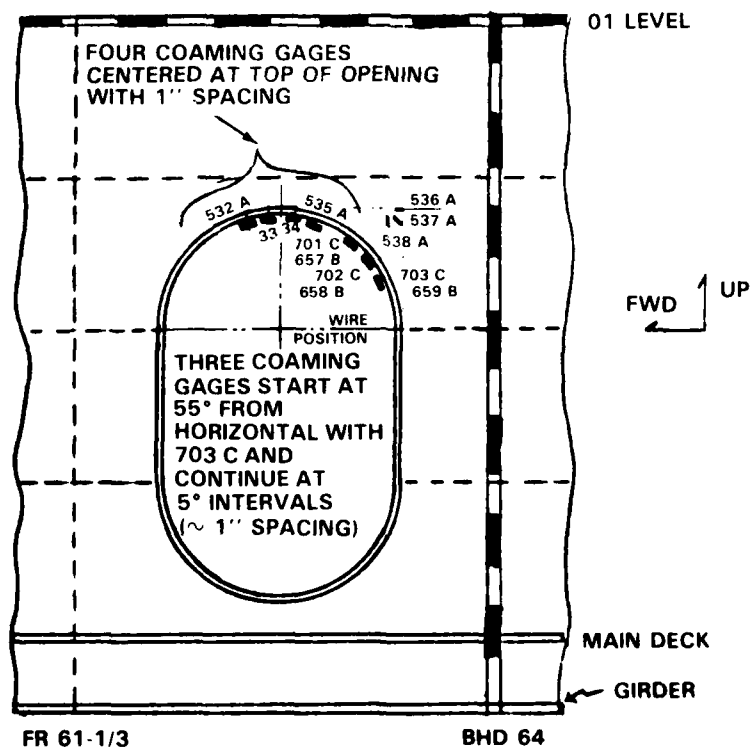 01 LEVEL
FOUR COAMING GAGES
CENTERED AT TOP OF OPENING
WITH 1'' SPACING
532 A
535 A
536 A
537 A
33 34
538 A
701 C
657 B
702 C
703 C
658 B
659 B
UP
FWD
WIRE
POSITION
THREE COAMING
GAGES START AT
55° FROM
HORIZONTAL WITH
703 C AND
CONTINUE AT
5° INTERVALS
(~ 1'' SPACING)
MAIN DECK
GIRDER
FR 61-1/3
BHD 64